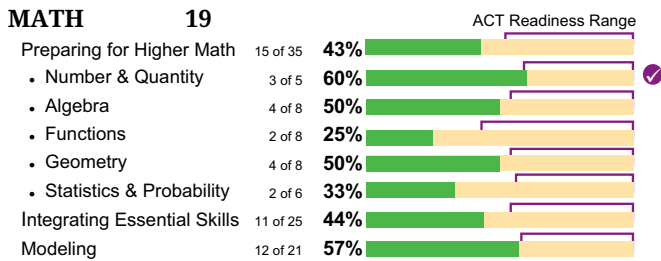 MATH 19 ACT Readiness Range
Preparing for Higher Math 15 of 35 43%
• Number & Quantity 3 of 5 60%
• Algebra 4 of 8 50%
• Functions 2 of 8 25%
• Geometry 4 of 8 50%
• Statistics & Probability 2 of 6 33%
Integrating Essential Skills 11 of 25 44%
Modeling 12 of 21 57%